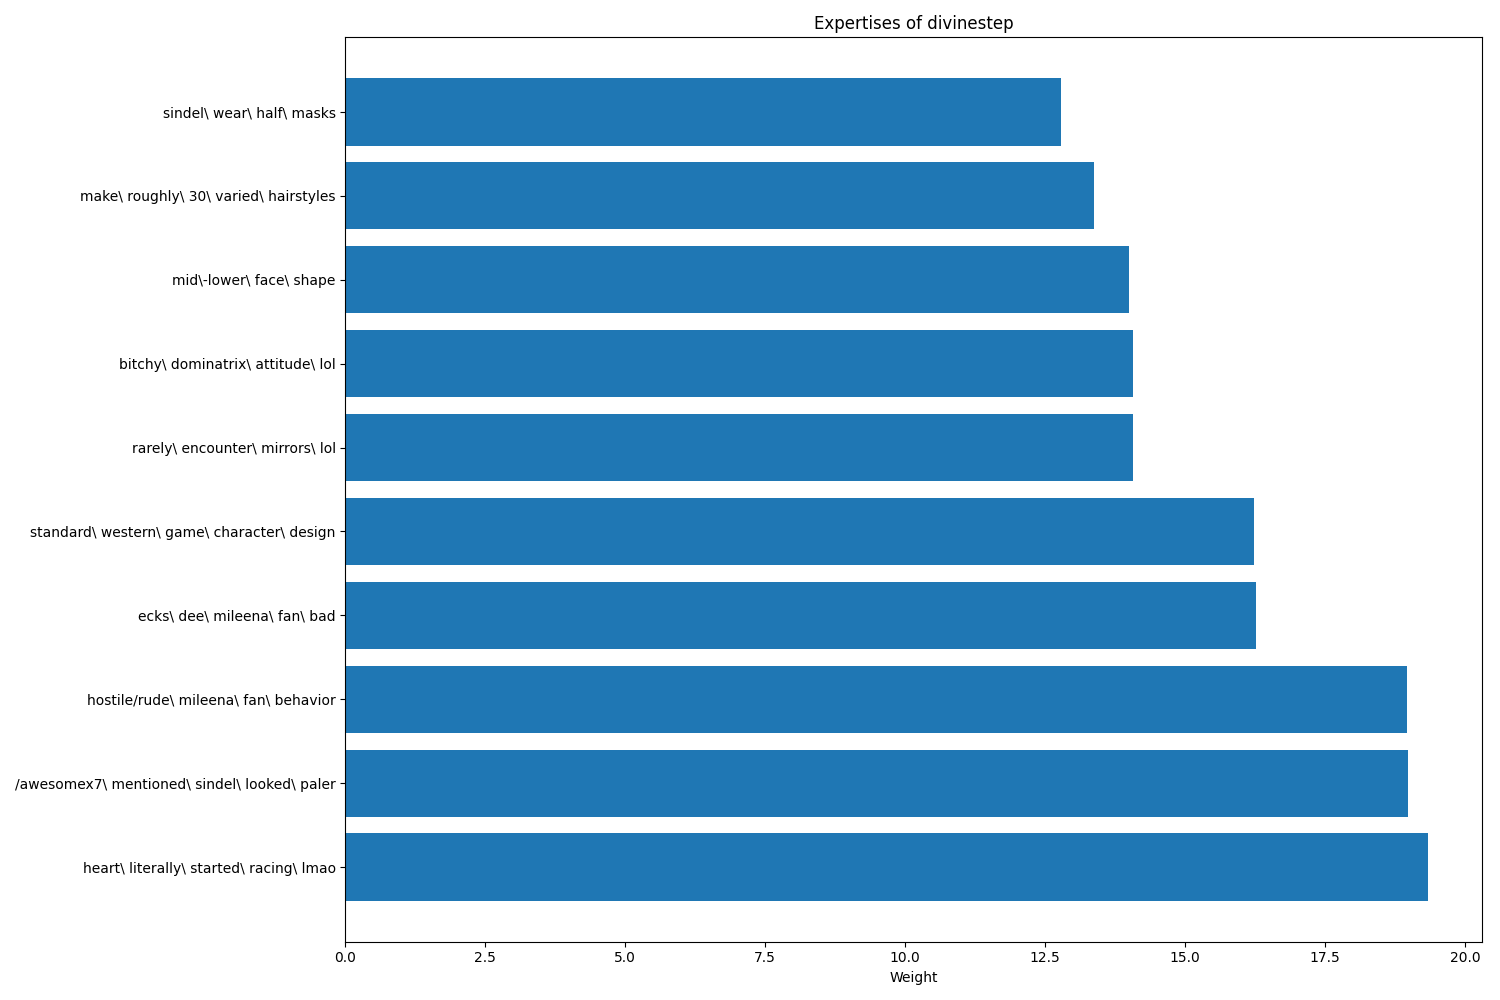 Expertises of divinestep
sindel\ wear\ half\ masks
make\ roughly\ 30\ varied\ hairstyles
mid\-lower\ face\ shape
bitchy\ dominatrix\ attitude\ lol
rarely\ encounter\ mirrors\ lol
standard\ western\ game\ character\ design
ecks\ dee\ mileena\ fan\ bad
hostile/rude\ mileena\ fan\ behavior
/awesomex7\ mentioned\ sindel\ looked\ paler
heart\ literally\ started\ racing\ lmao
0.0 2.5 5.0 7.5 10.0 12.5 15.0 17.5 20.0
Weight